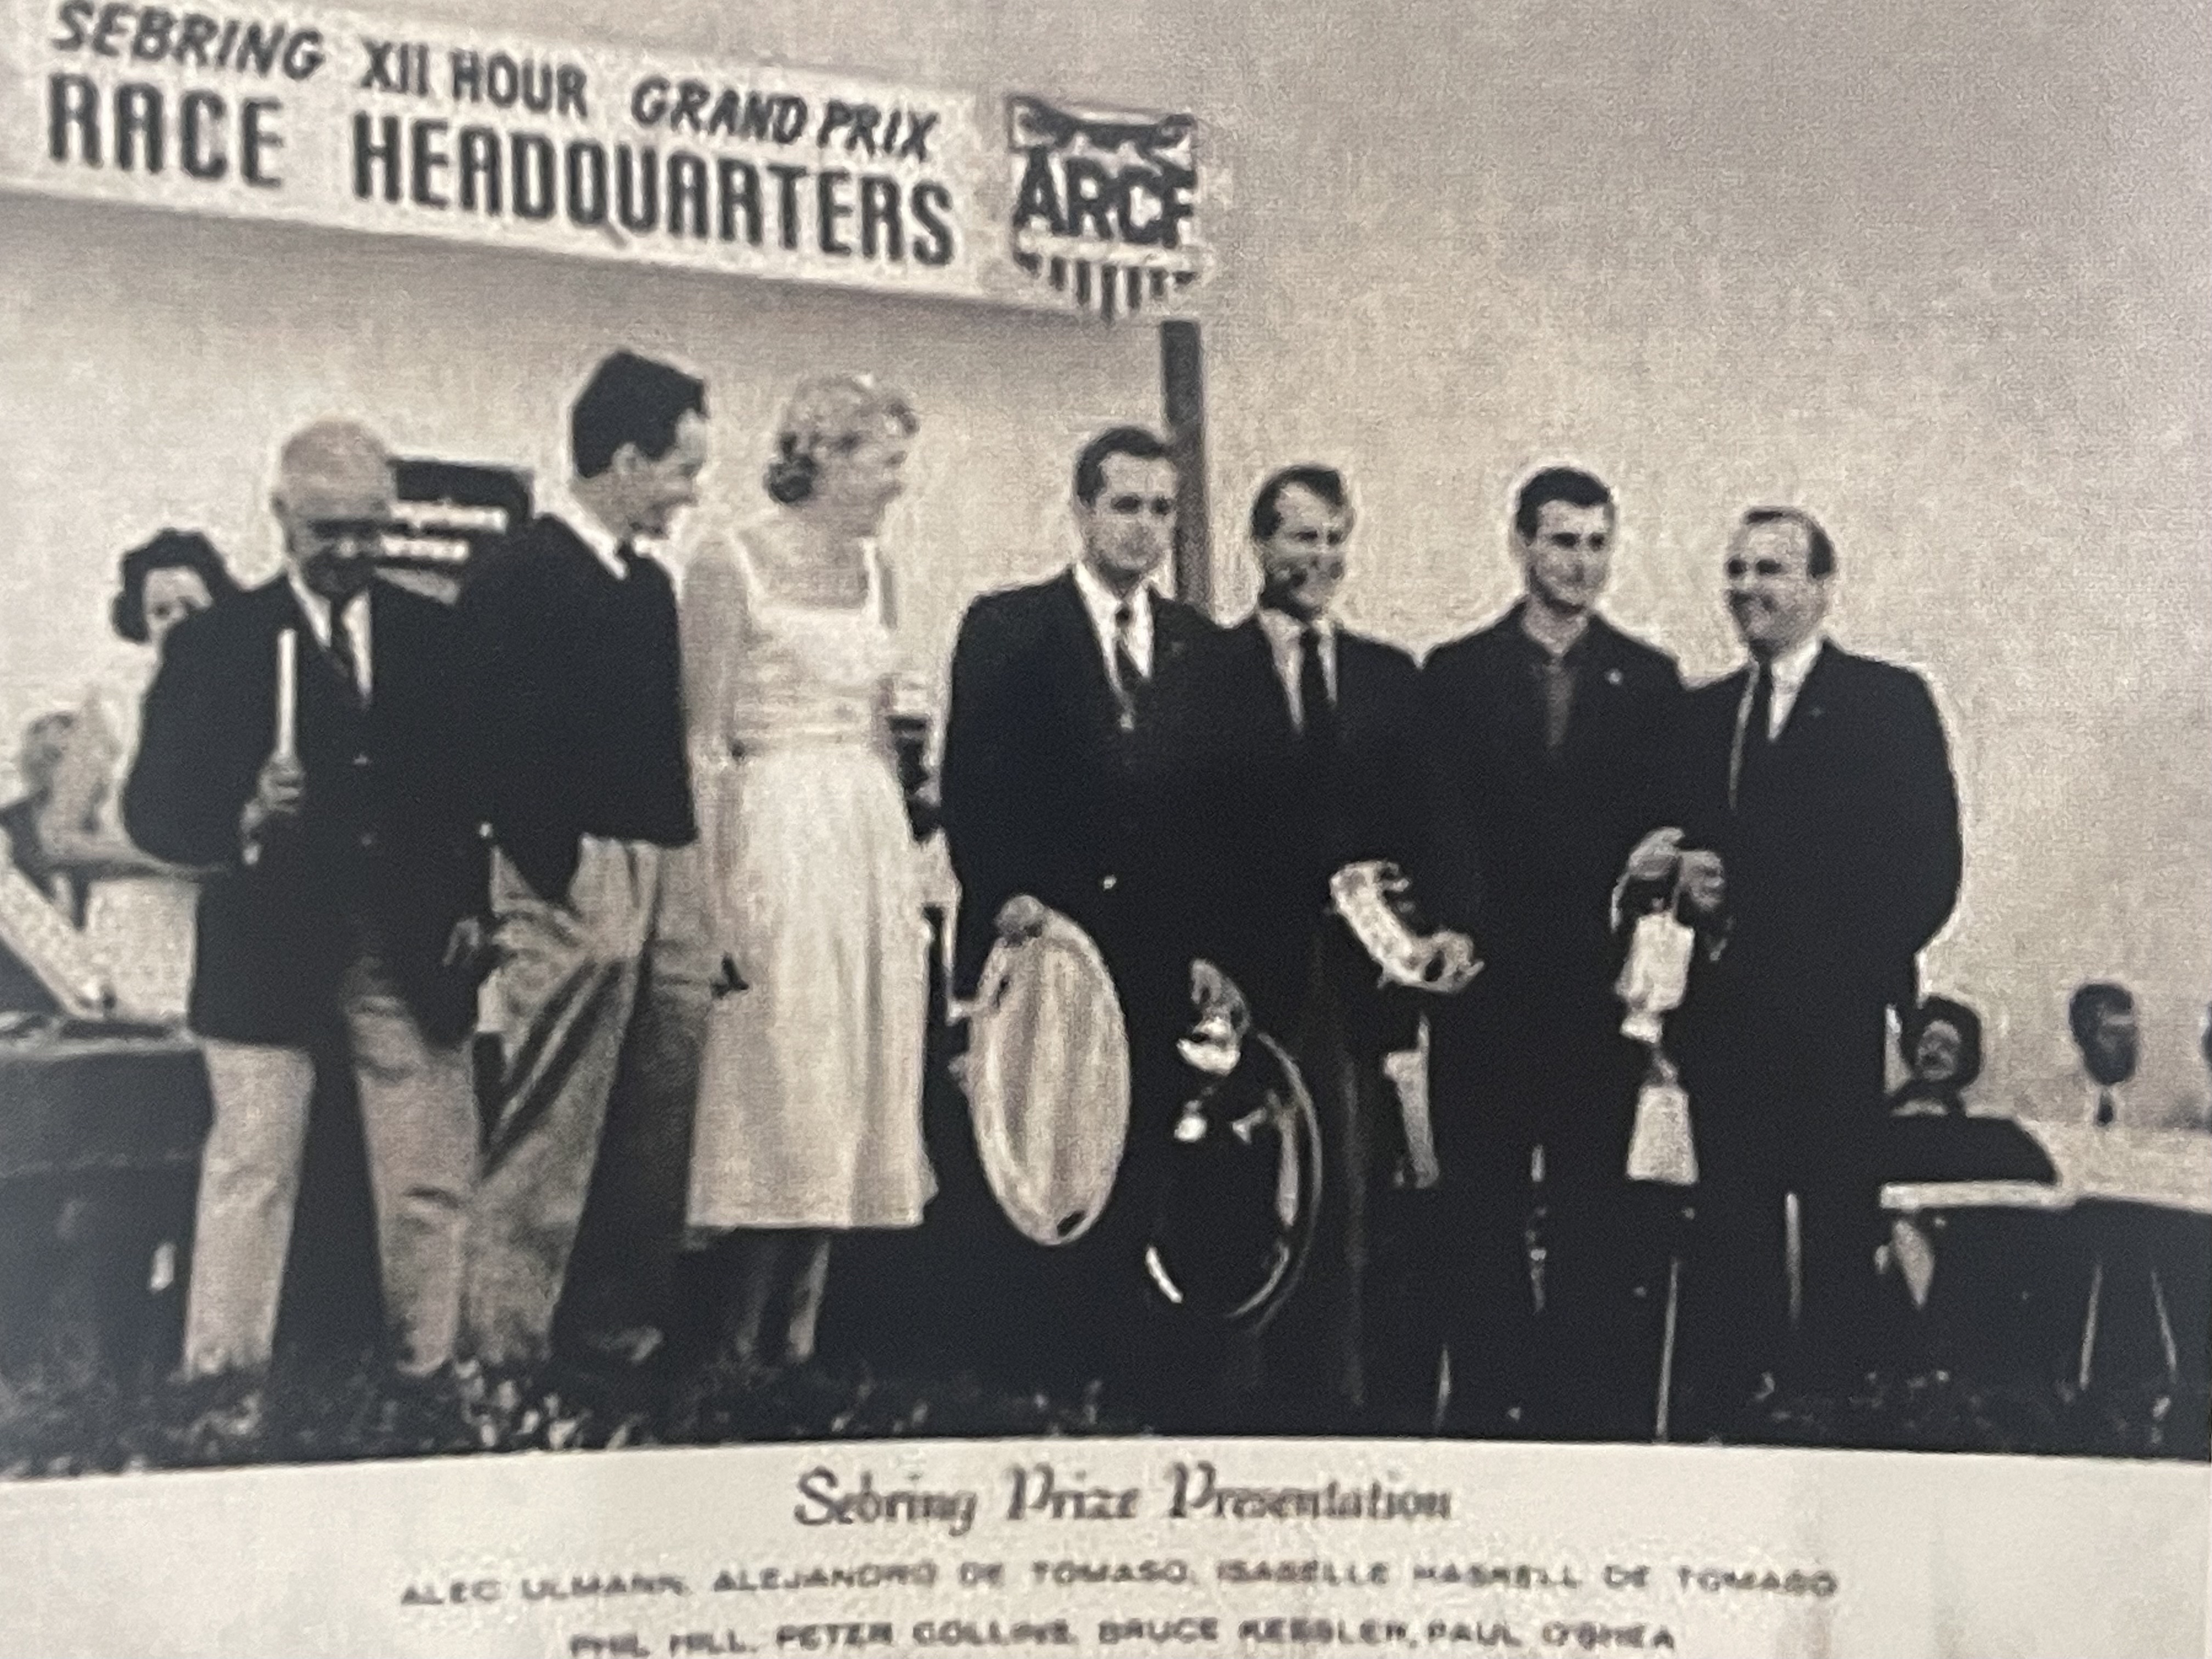 SEBRING XII HOUR GRAND PRIX
RACE HEADQUARTERS
ARCF
Sebring Prize Presentation
ALEC ULMANN, ALEJANDRO DE TOMASO, ISABELLE HASKELL DE TOMASO
PHIL HILL, PETER COLLINS, BRUCE KESSLER, PAUL O'SHEA